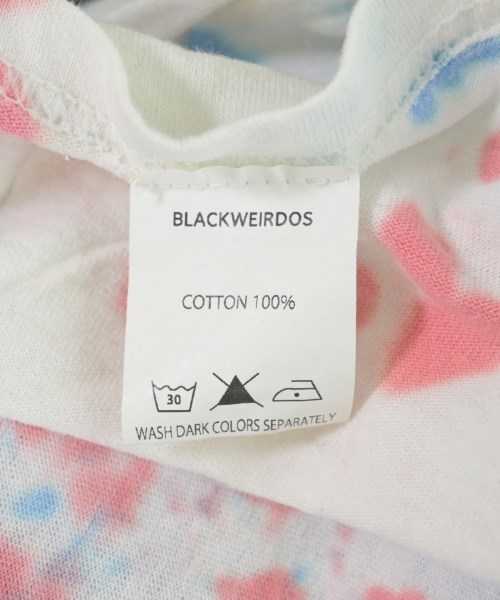 BLACKWEIRDOS
COTTON 100%
30
WASH DARK COLORS SEPARATELY